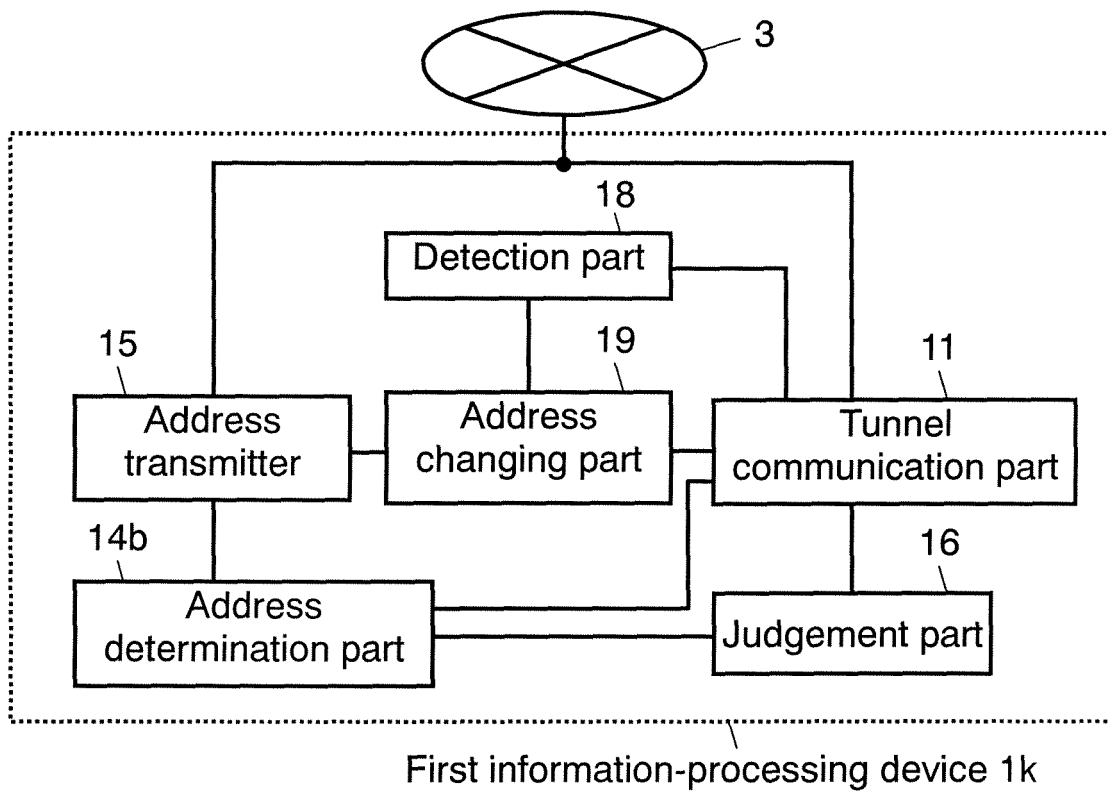 3
18
Detection part
15
19
11
Address
transmitter
Address
changing part
Tunnel
communication part
14b
16
Address
determination part
Judgement part
First information-processing device 1k